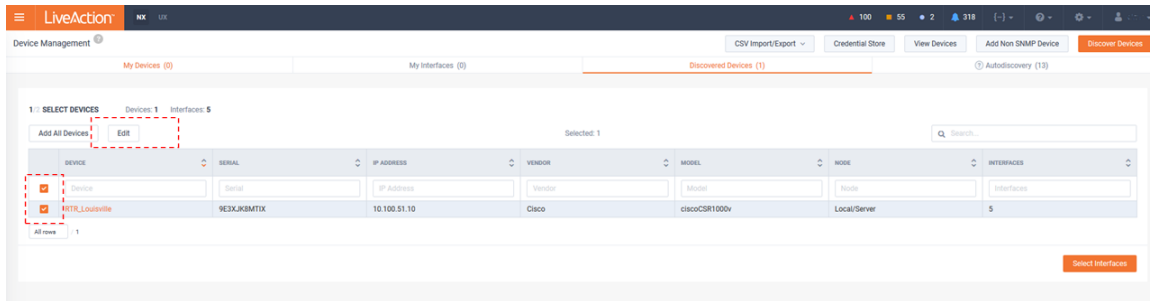 LiveAction NX UX 100 55 2 318
Device Management CSV Import/Export Credential Store View Devices Add Non SNMP Device Discover Devices
My Devices (0) My Interfaces (0) Discovered Devices (1) Autodiscovery (13)
1/2 SELECT DEVICES Devices: 1 Interfaces: 5
Add All Devices Edit Selected: 1 Search...
DEVICE SERIAL IP ADDRESS VENDOR MODEL NODE INTERFACES
Device Serial IP Address Vendor Model Node Interfaces
RTR_Louisville 9E3XJK8MTIX 10.100.51.10 Cisco ciscoCSR1000v Local/Server 5
All rows / 1
Select Interfaces